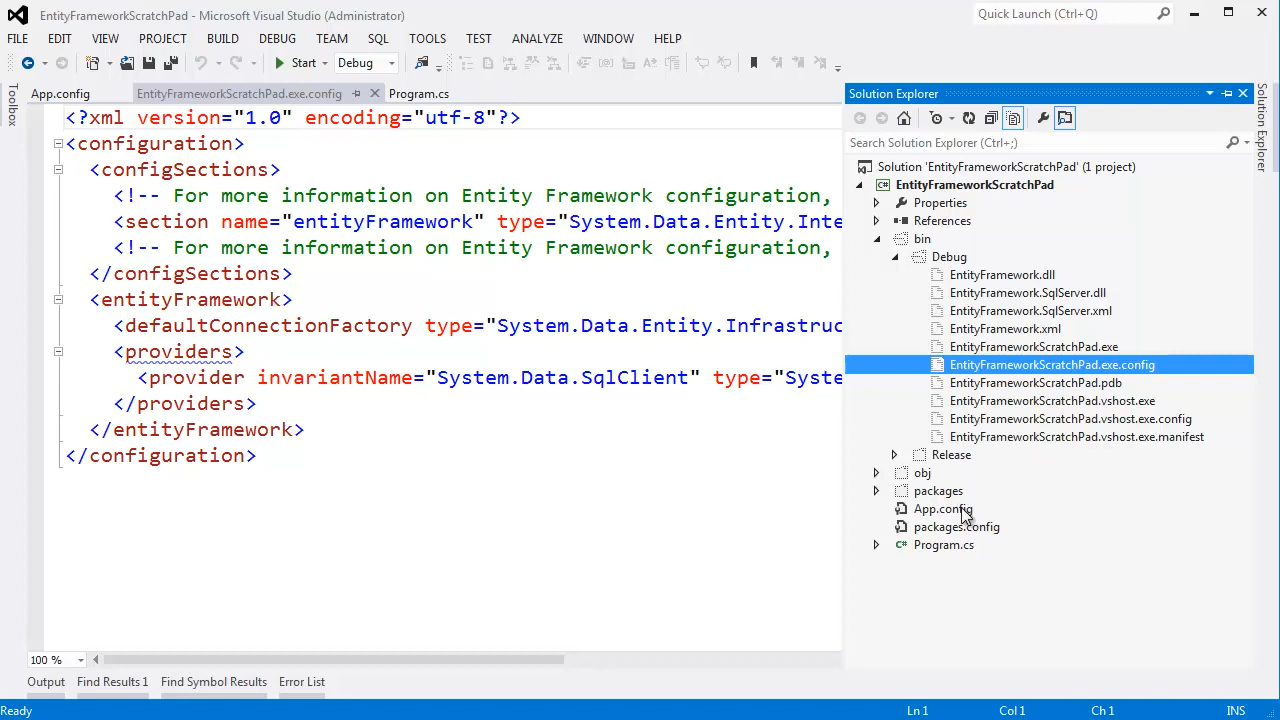 EntityFrameworkScratchPad - Microsoft Visual Studio (Administrator)
Quick Launch (Ctrl+Q)
FILE EDIT VIEW PROJECT BUILD DEBUG TEAM SQL TOOLS TEST ANALYZE WINDOW HELP
Start Debug
Toolbox
App.config EntityFrameworkScratchPad.exe.config Program.cs
<?xml version="1.0" encoding="utf-8"?>
<configuration>
<configSections>
<!-- For more information on Entity Framework configuration,
<section name="entityFramework" type="System.Data.Entity.Inte
<!-- For more information on Entity Framework configuration,
</configSections>
<entityFramework>
<defaultConnectionFactory type="System.Data.Entity.Infrastruc
<providers>
<provider invariantName="System.Data.SqlClient" type="Syste
</providers>
</entityFramework>
</configuration>
100 %
Output Find Results 1 Find Symbol Results Error List
Solution Explorer
Search Solution Explorer (Ctrl+;)
Solution 'EntityFrameworkScratchPad' (1 project)
EntityFrameworkScratchPad
Properties
References
bin
Debug
EntityFramework.dll
EntityFramework.SqlServer.dll
EntityFramework.SqlServer.xml
EntityFramework.xml
EntityFrameworkScratchPad.exe
EntityFrameworkScratchPad.exe.config
EntityFrameworkScratchPad.pdb
EntityFrameworkScratchPad.vshost.exe
EntityFrameworkScratchPad.vshost.exe.config
EntityFrameworkScratchPad.vshost.exe.manifest
Release
obj
packages
App.config
packages.config
Program.cs
Solution Explorer
Ready Ln 1 Col 1 Ch 1 INS